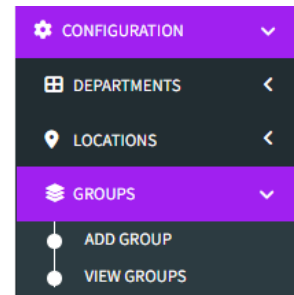 CONFIGURATION
DEPARTMENTS
LOCATIONS
GROUPS
ADD GROUP
VIEW GROUPS